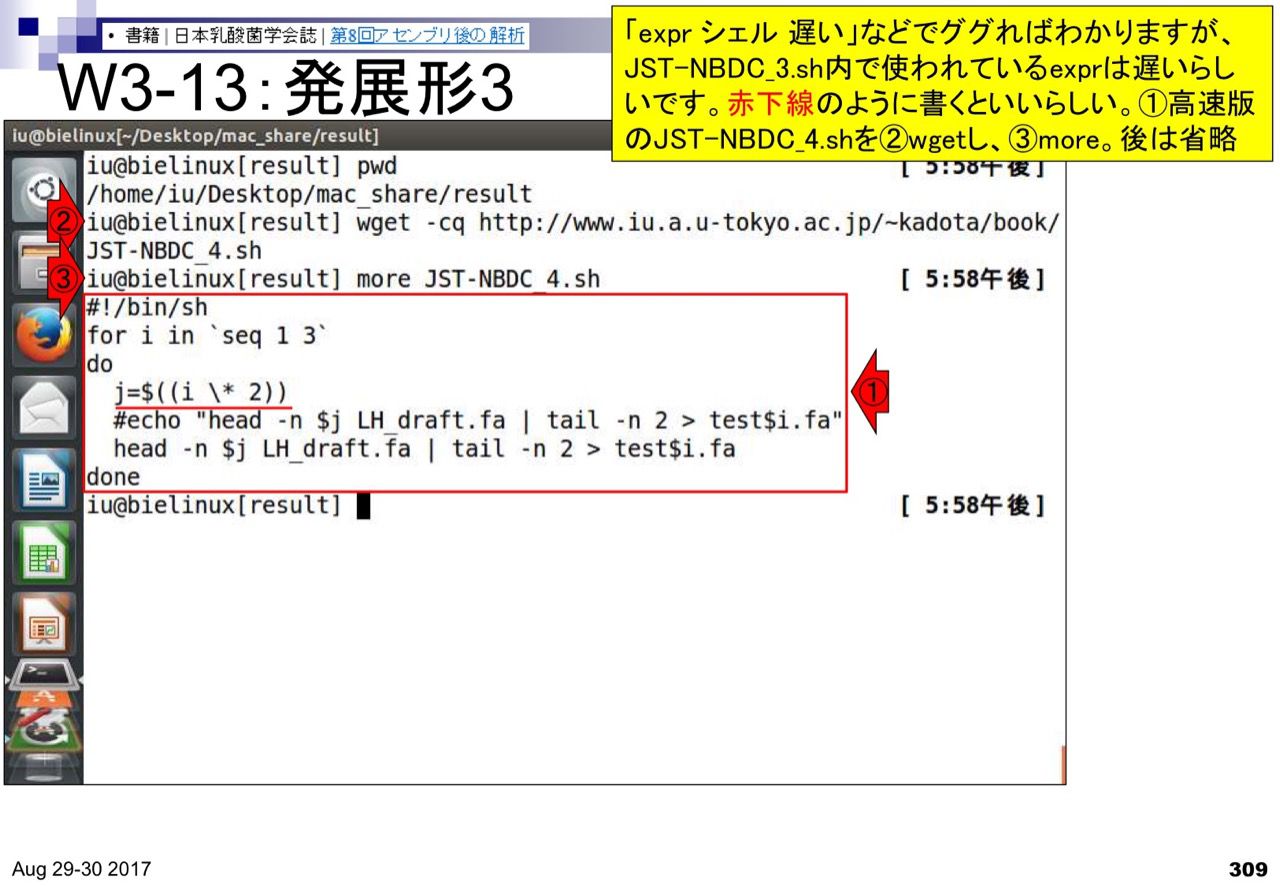 • 書籍 | 日本乳酸菌学会誌 | 第8回アセンブリ後の解析
W3-13：発展形3
「expr シェル 遅い」などでググればわかりますが、
JST-NBDC_3.sh内で使われているexprは遅いらし
いです。赤下線のように書くといいらしい。①高速版
のJST-NBDC_4.shを②wgetし、③more。後は省略
iu@bielinux[~/Desktop/mac_share/result]
iu@bielinux[result] pwd [ 5:58午後]
/home/iu/Desktop/mac_share/result
② iu@bielinux[result] wget -cq http://www.iu.a.u-tokyo.ac.jp/~kadota/book/
JST-NBDC_4.sh
③ iu@bielinux[result] more JST-NBDC_4.sh [ 5:58午後]
#!/bin/sh
for i in `seq 1 3`
do
j=$((i \* 2))
①
#echo "head -n $j LH_draft.fa | tail -n 2 > test$i.fa"
head -n $j LH_draft.fa | tail -n 2 > test$i.fa
done
iu@bielinux[result] [ 5:58午後]
Aug 29-30 2017
309